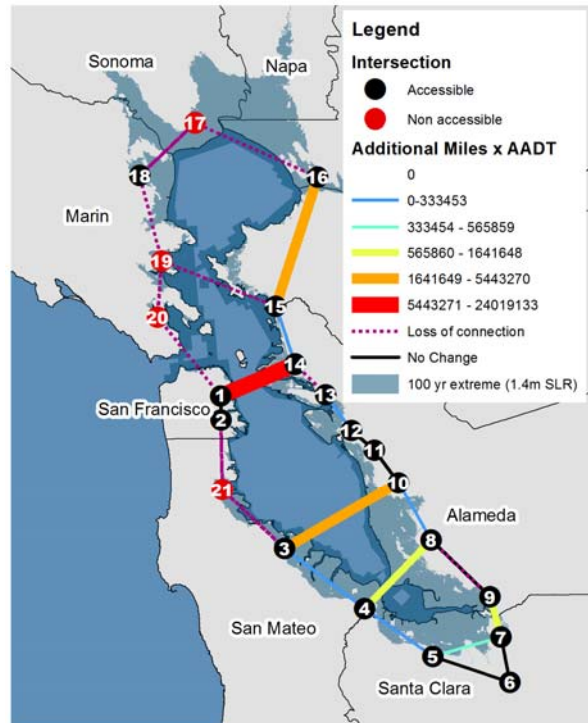 Sonoma
Napa
17
18
16
Marin
19
15
20
14
1
13
San Francisco
2
12
11
21
10
Alameda
8
3
9
4
San Mateo
7
5
6
Santa Clara
Legend
Intersection
Accessible
Non accessible
Additional Miles x AADT
0
0-333453
333454 - 565859
565860 - 1641648
1641649 - 5443270
5443271 - 24019133
Loss of connection
No Change
100 yr extreme (1.4m SLR)